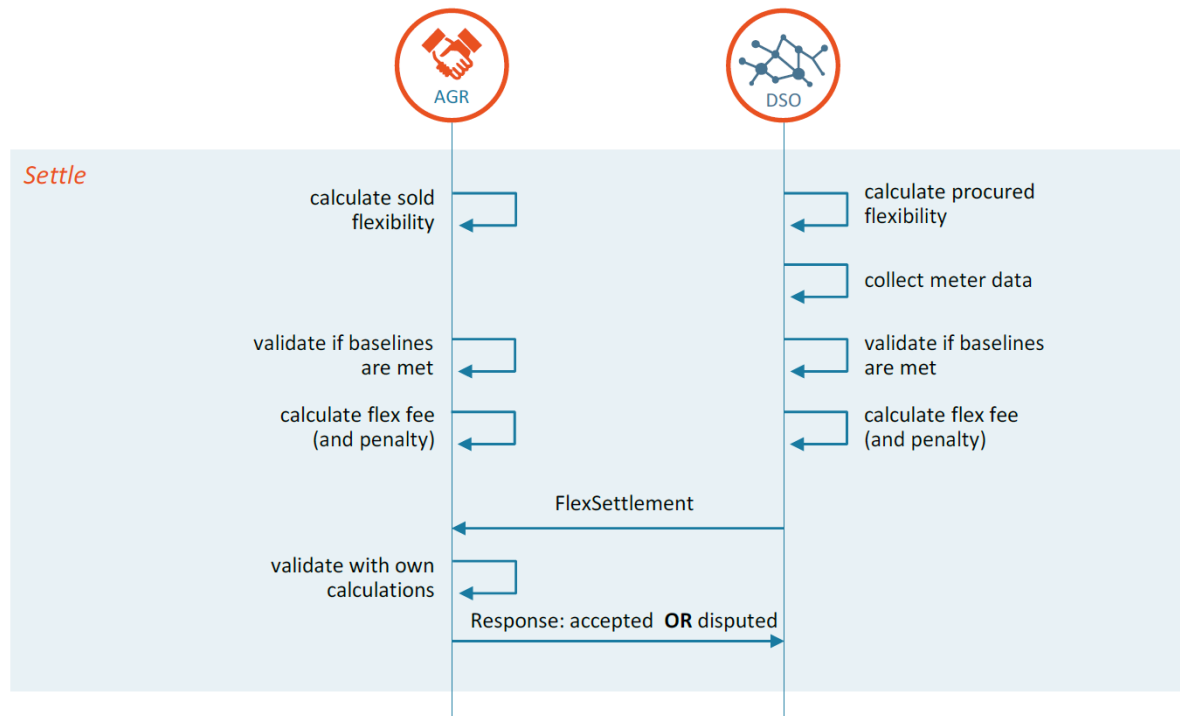 AGR
DSO
Settle
calculate sold
flexibility
calculate procured
flexibility
collect meter data
validate if baselines
are met
validate if baselines
are met
calculate flex fee
(and penalty)
calculate flex fee
(and penalty)
FlexSettlement
validate with own
calculations
Response: accepted OR disputed